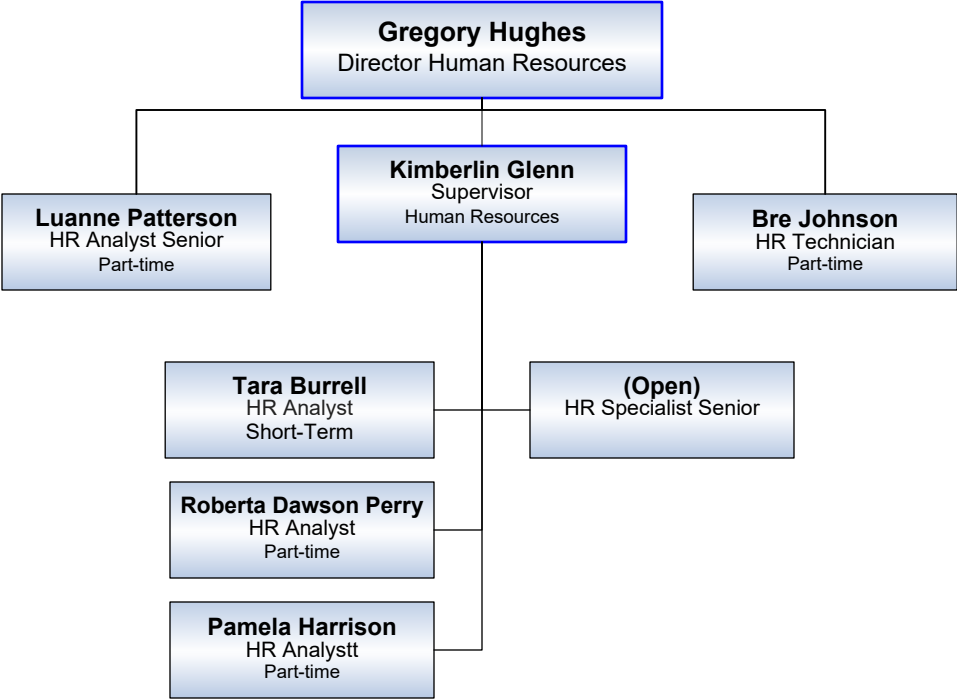 Gregory Hughes
Director Human Resources
Kimberlin Glenn
Supervisor
Human Resources
Luanne Patterson
HR Analyst Senior
Part-time
Bre Johnson
HR Technician
Part-time
Tara Burrell
HR Analyst
Short-Term
(Open)
HR Specialist Senior
Roberta Dawson Perry
HR Analyst
Part-time
Pamela Harrison
HR Analystt
Part-time